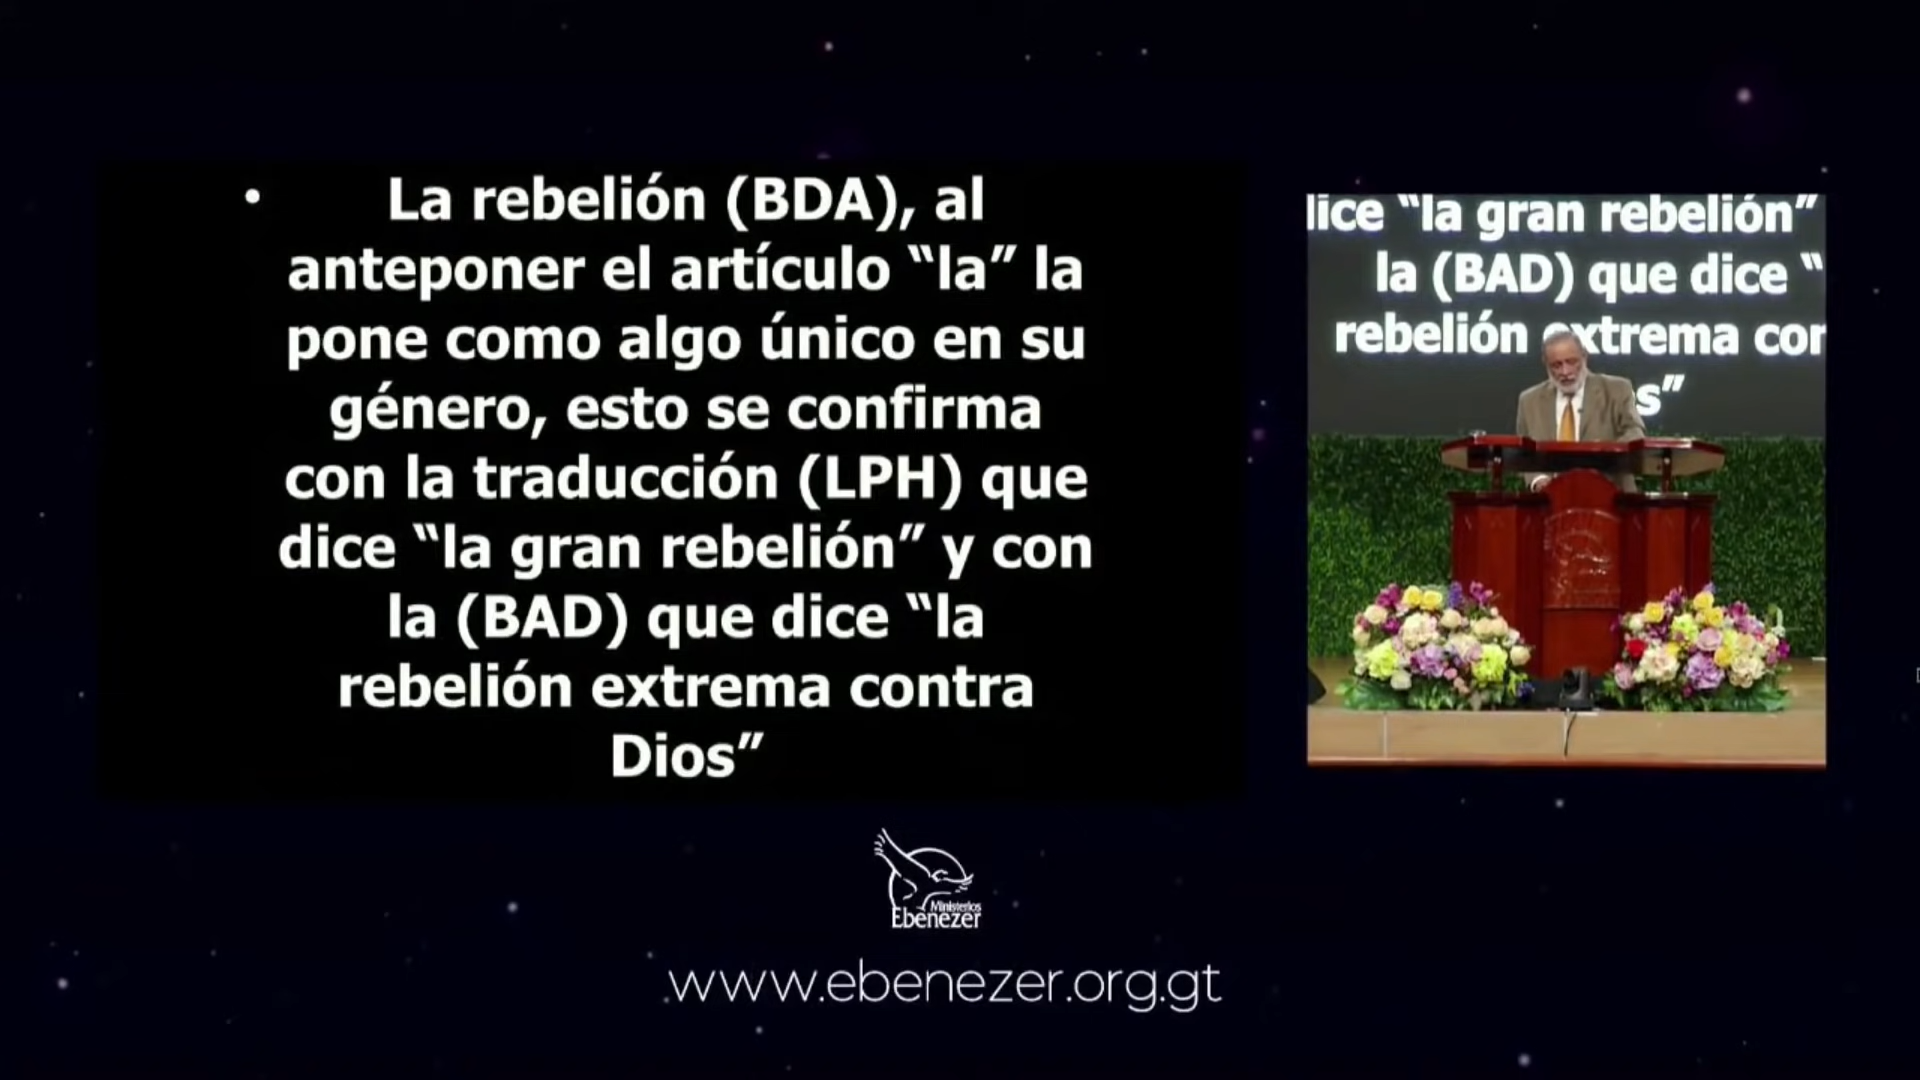 • La rebelión (BDA), al
anteponer el artículo “la” la
pone como algo único en su
género, esto se confirma
con la traducción (LPH) que
dice “la gran rebelión” y con
la (BAD) que dice “la
rebelión extrema contra
Dios”
dice “la gran rebelión”
la (BAD) que dice “
rebelión extrema cor
s”
Ministerios
Ebenezer
www.ebenezer.org.gt